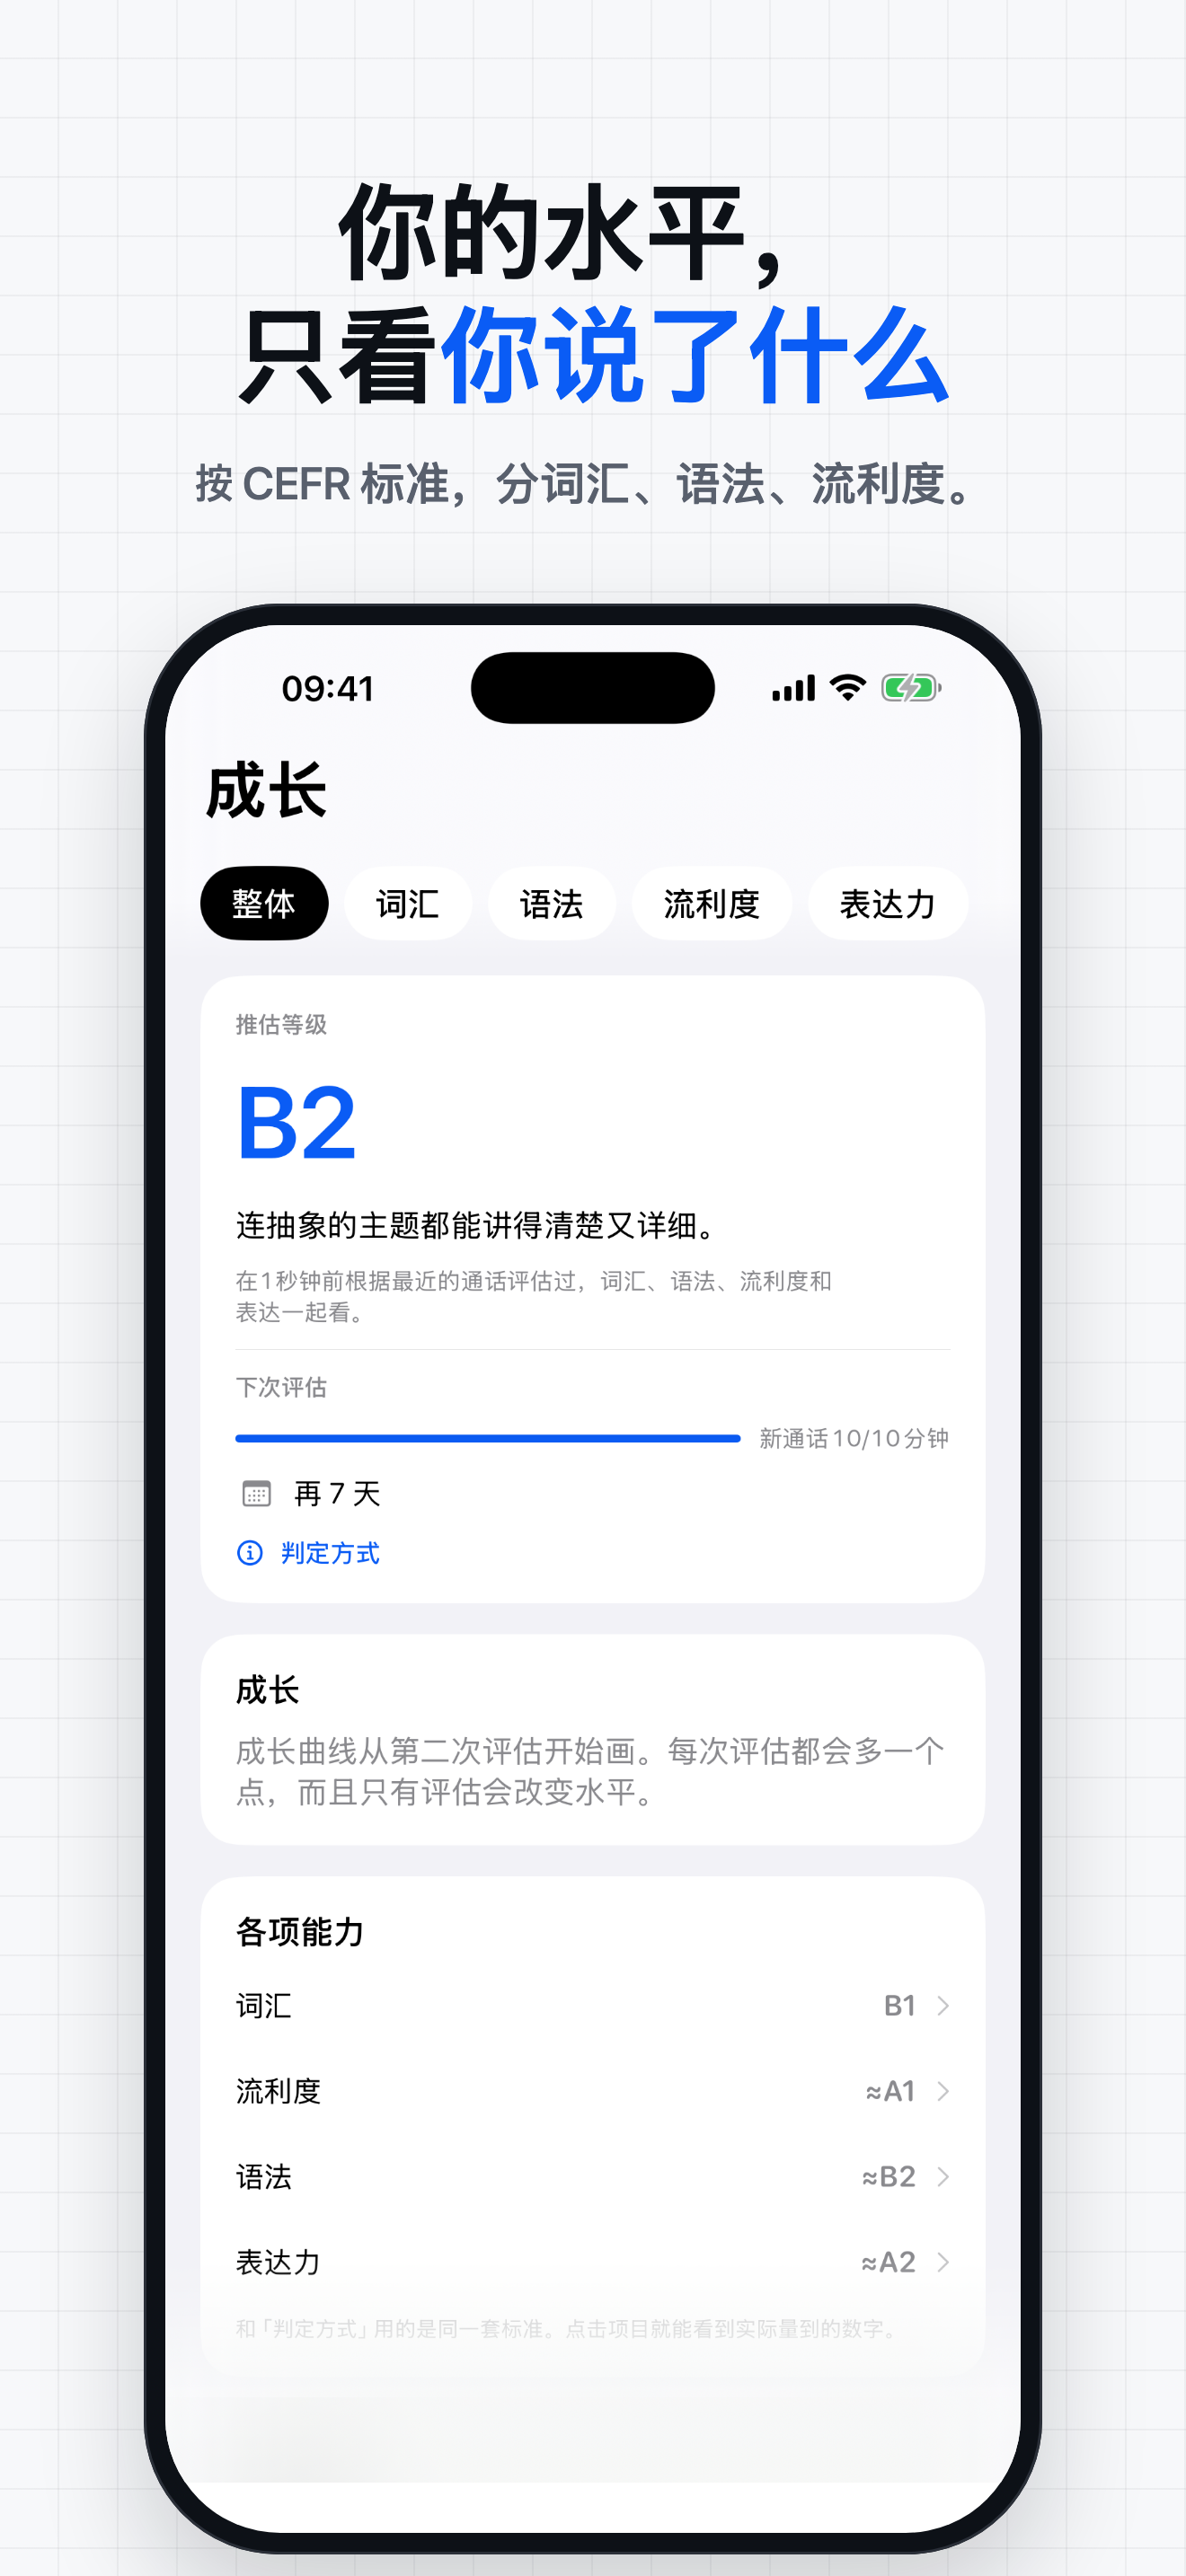 你的水平，
只看你说了什么
按 CEFR 标准，分词汇、语法、流利度。
09:41
成长
整体 词汇 语法 流利度 表达力
推估等级
B2
连抽象的主题都能讲得清楚又详细。
在1秒钟前根据最近的通话评估过，词汇、语法、流利度和
表达一起看。
下次评估
新通话10/10分钟
再 7 天
判定方式
成长
成长曲线从第二次评估开始画。每次评估都会多一个
点，而且只有评估会改变水平。
各项能力
词汇 B1
流利度 ≈A1
语法 ≈B2
表达力 ≈A2
和「判定方式」用的是同一套标准。点击项目就能看到实际量到的数字。